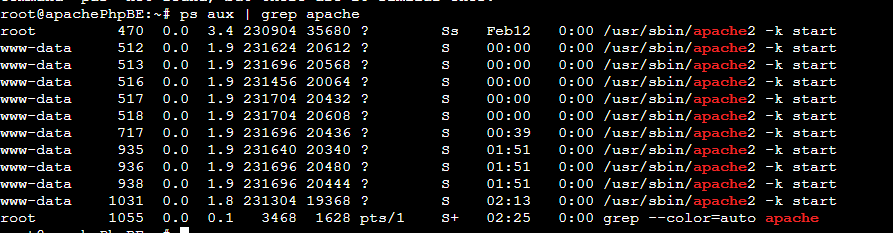 root@apachePhpBE:~# ps aux | grep apache
root         470  0.0  3.4 230904 35680 ?        Ss   Feb12   0:00 /usr/sbin/apache2 -k start
www-data     512  0.0  1.9 231624 20612 ?        S    00:00   0:00 /usr/sbin/apache2 -k start
www-data     513  0.0  1.9 231696 20568 ?        S    00:00   0:00 /usr/sbin/apache2 -k start
www-data     516  0.0  1.9 231456 20064 ?        S    00:00   0:00 /usr/sbin/apache2 -k start
www-data     517  0.0  1.9 231704 20432 ?        S    00:00   0:00 /usr/sbin/apache2 -k start
www-data     518  0.0  1.9 231704 20608 ?        S    00:00   0:00 /usr/sbin/apache2 -k start
www-data     717  0.0  1.9 231696 20436 ?        S    00:39   0:00 /usr/sbin/apache2 -k start
www-data     935  0.0  1.9 231640 20340 ?        S    01:51   0:00 /usr/sbin/apache2 -k start
www-data     936  0.0  1.9 231696 20480 ?        S    01:51   0:00 /usr/sbin/apache2 -k start
www-data     938  0.0  1.9 231696 20444 ?        S    01:51   0:00 /usr/sbin/apache2 -k start
www-data    1031  0.0  1.8 231304 19368 ?        S    02:13   0:00 /usr/sbin/apache2 -k start
root        1055  0.0  0.1   3468  1628 pts/1    S+   02:25   0:00 grep --color=auto apache